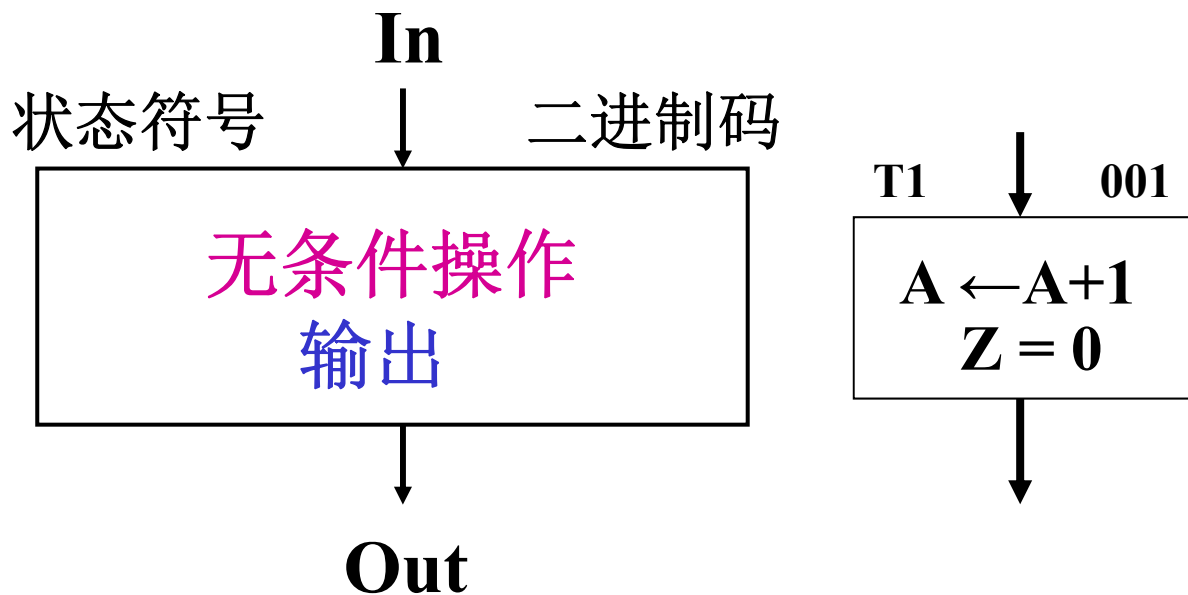 In
状态符号 二进制码
无条件操作
输出
Out
T1 001
A ←A+1
Z = 0